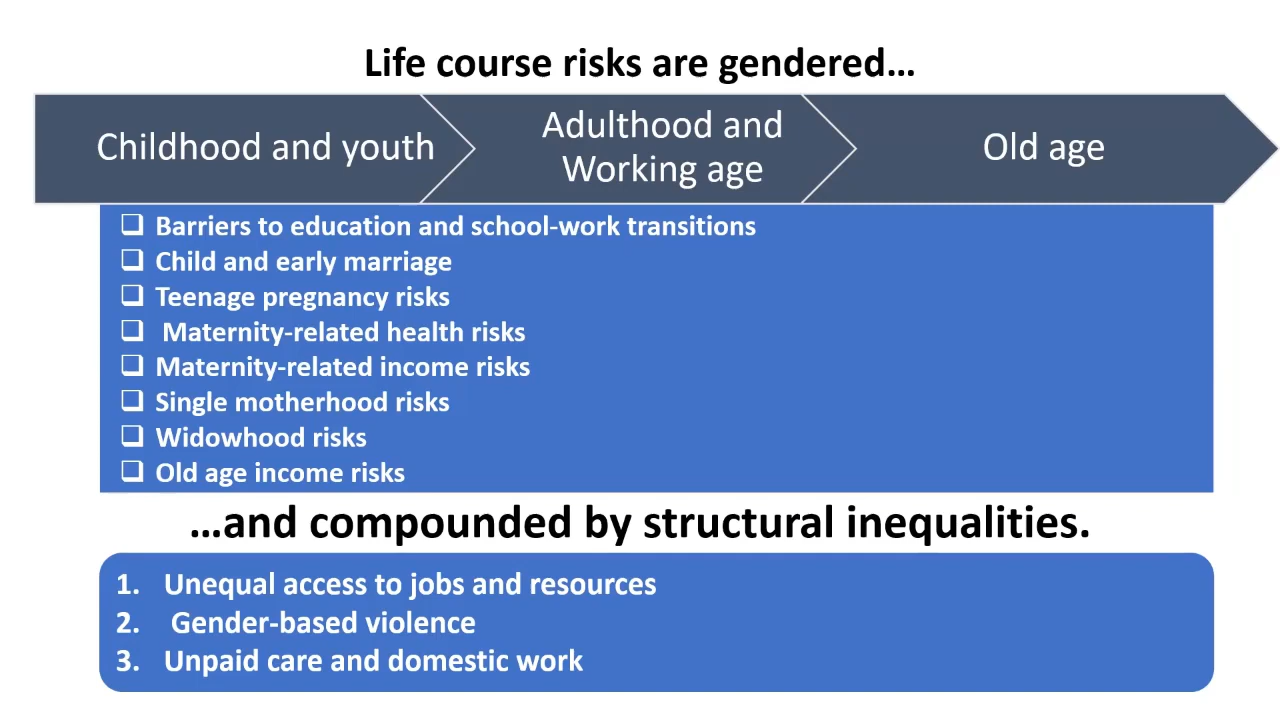 Life course risks are gendered…
Childhood and youth
Adulthood and
Working age
Old age
❑ Barriers to education and school-work transitions
❑ Child and early marriage
❑ Teenage pregnancy risks
❑ Maternity-related health risks
❑ Maternity-related income risks
❑ Single motherhood risks
❑ Widowhood risks
❑ Old age income risks
…and compounded by structural inequalities.
1. Unequal access to jobs and resources
2. Gender-based violence
3. Unpaid care and domestic work